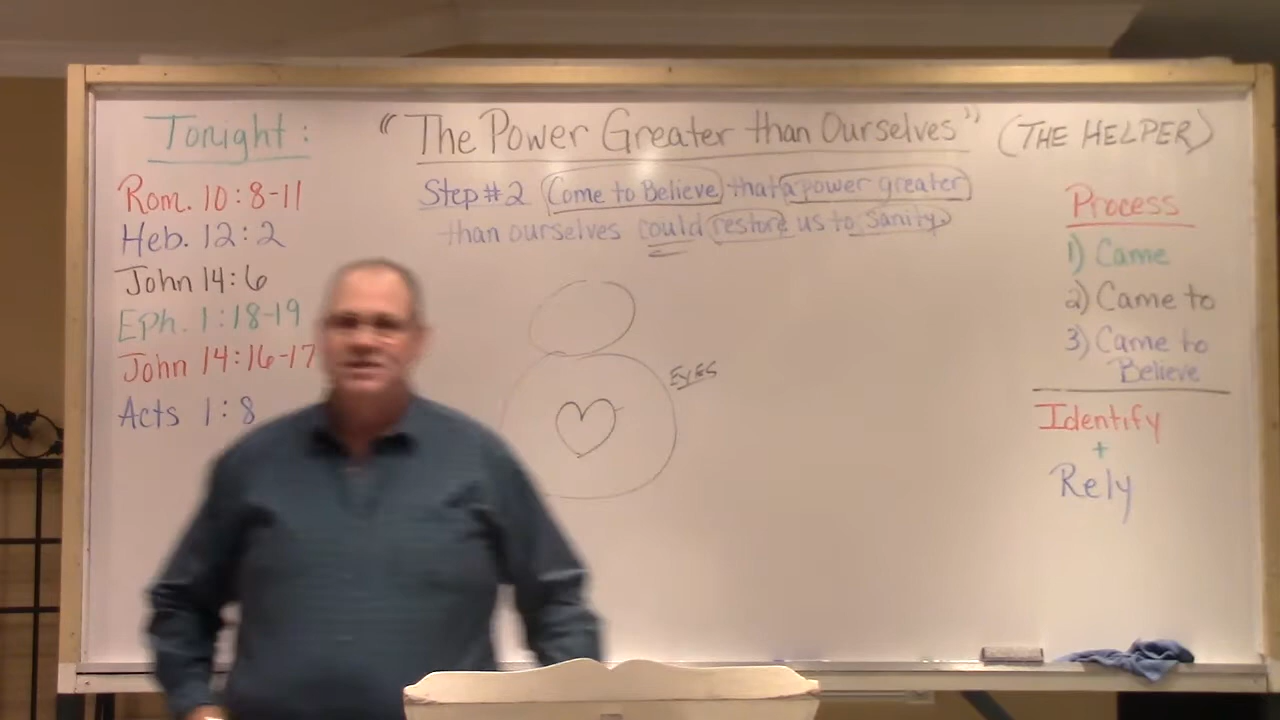 Tonight:
Rom. 10:8-11
Heb. 12:2
John 14:6
Eph. 1:18-19
John 14:16-17
Acts 1:8
"The Power Greater than Ourselves" (THE HELPER)
Step #2 Come to Believe that a power greater
than ourselves could restore us to sanity.
EYES
Process
1) Came
2) Came to
3) Came to
Believe
Identify
+
Rely